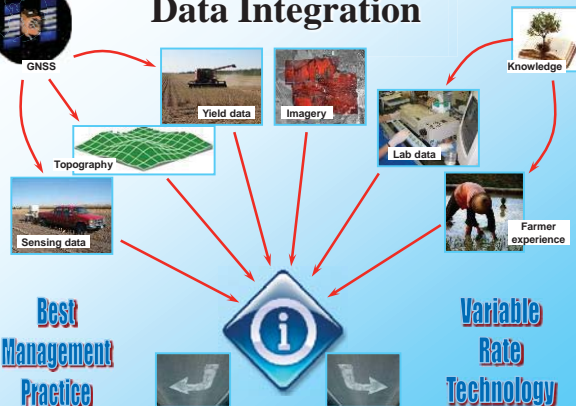 Data Integration
GNSS
Knowledge
Yield data
Imagery
Lab data
Topography
Sensing data
Farmer
experience
i
Best
Management
Practice
Variable
Rate
Technology